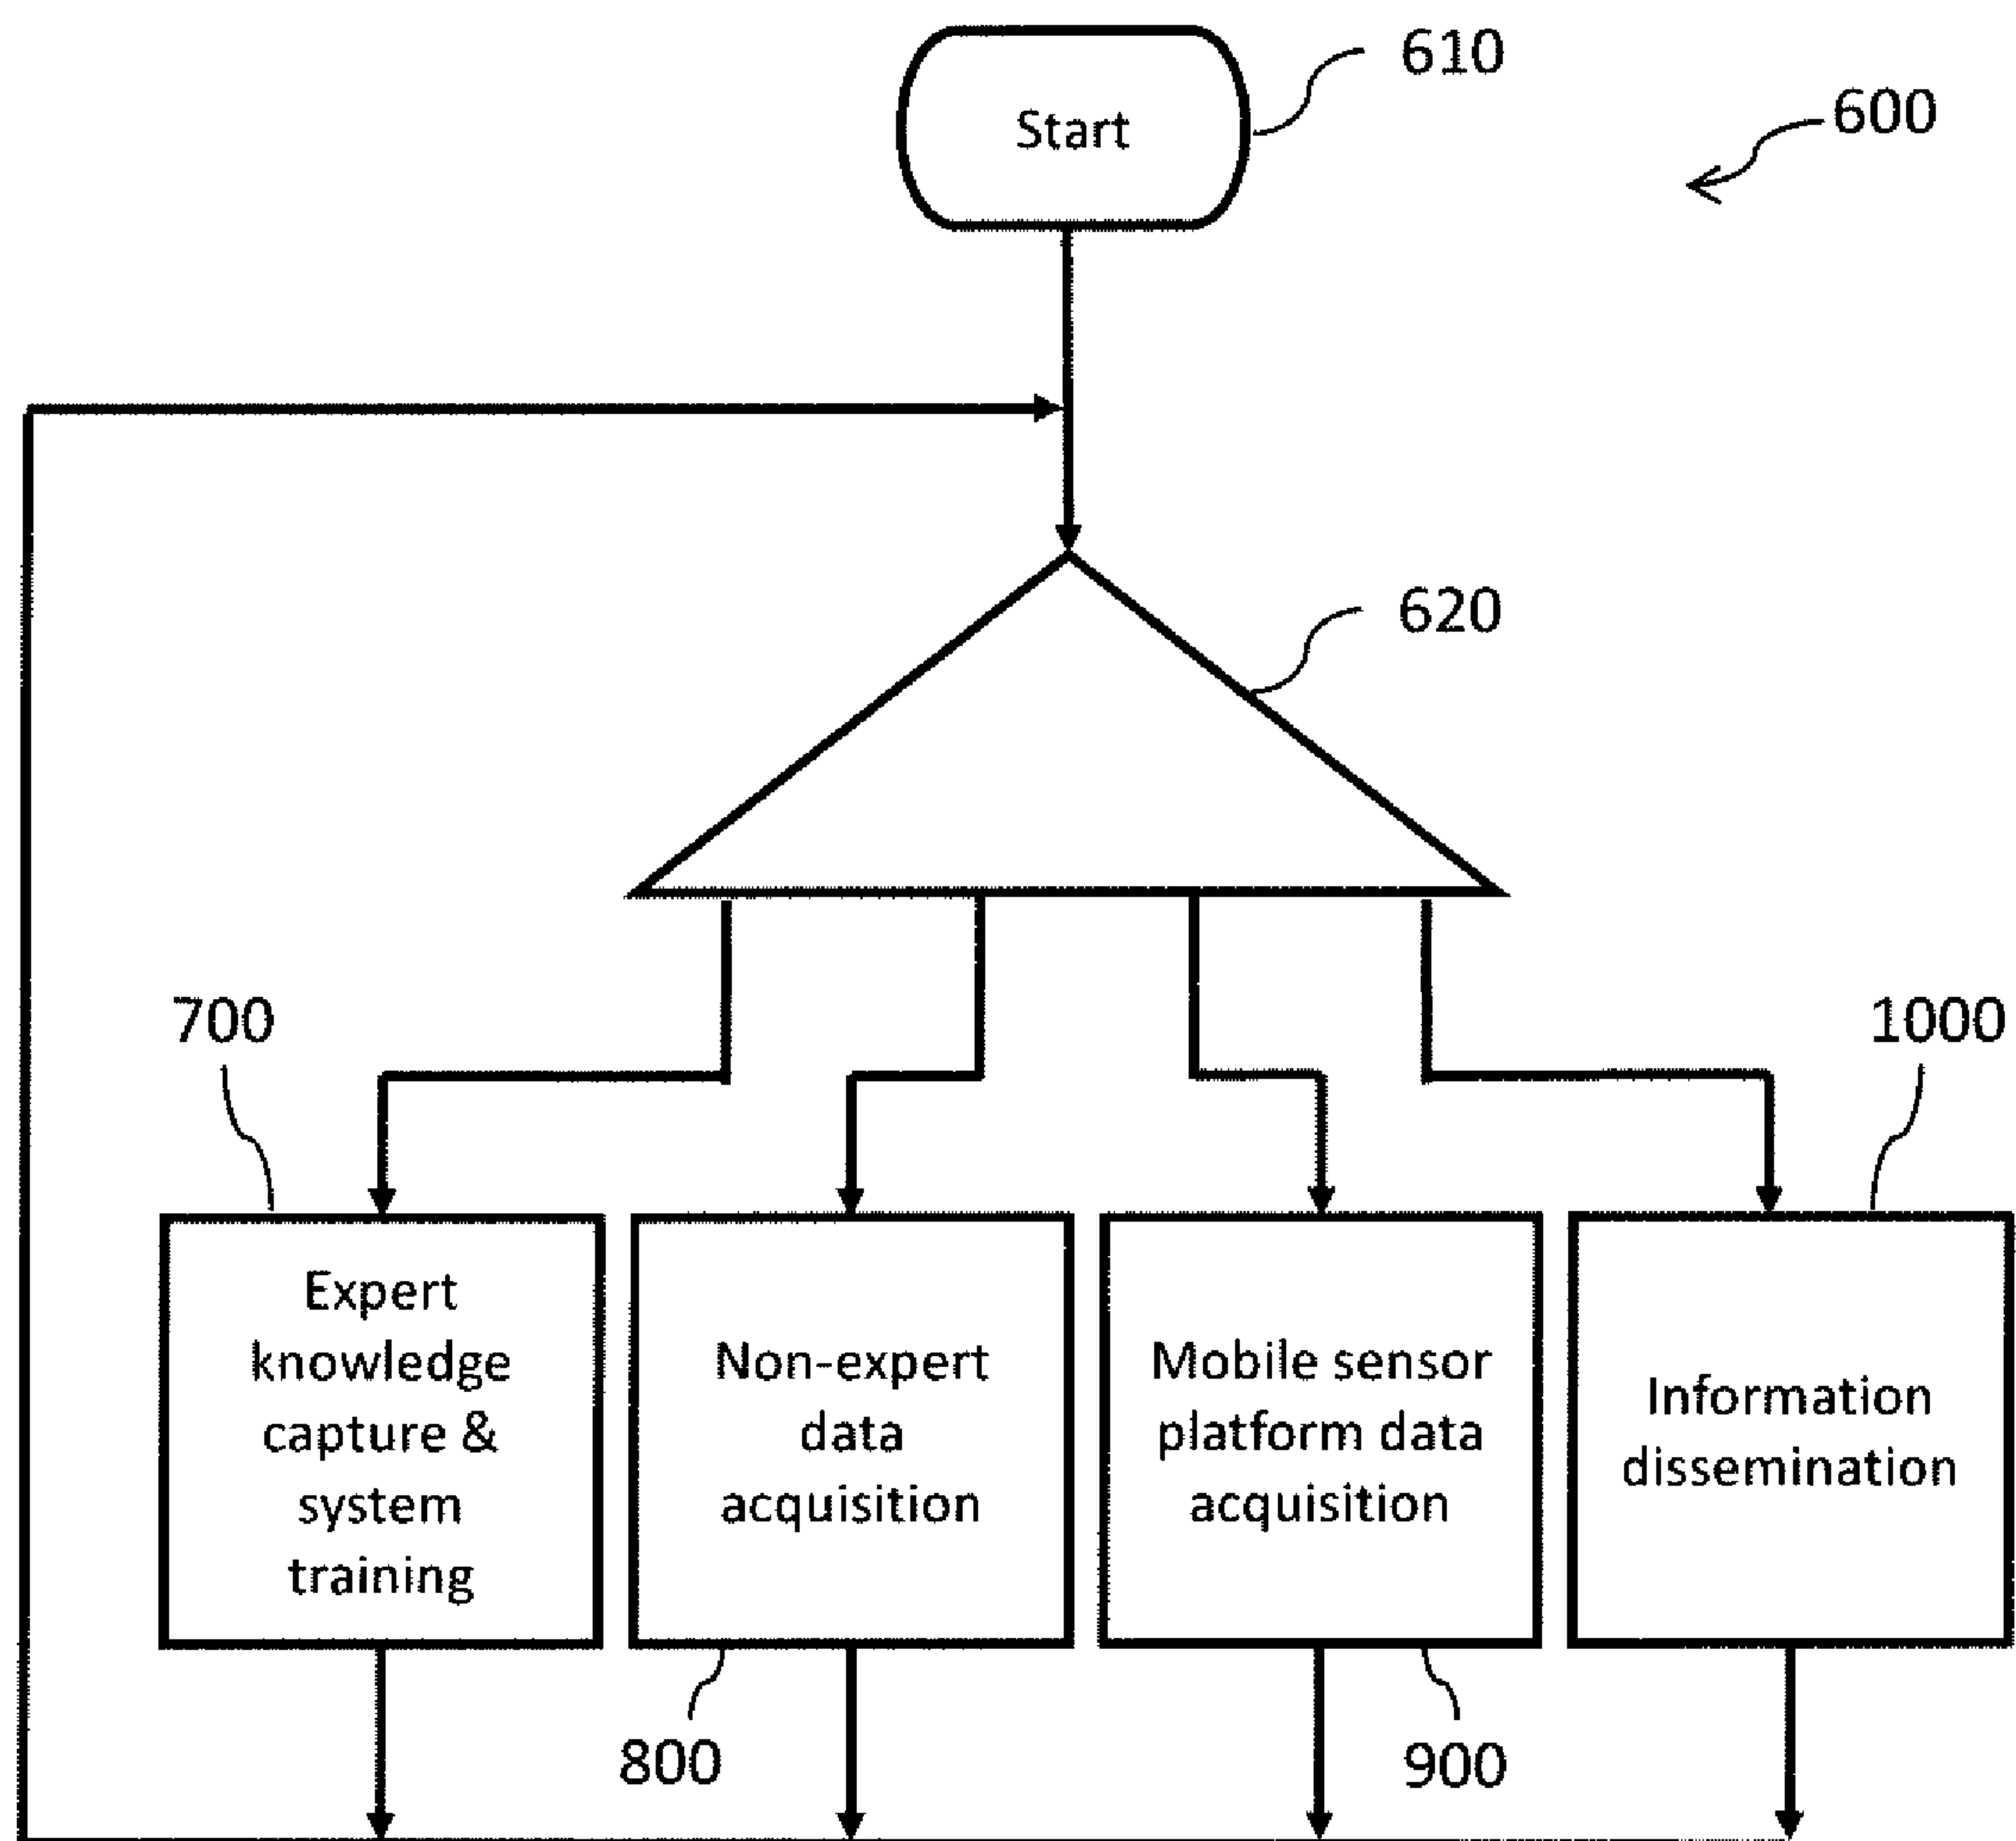 610
Start
600
620
700
1000
Expert
knowledge
capture &
system
training
Non-expert
data
acquisition
Mobile sensor
platform data
acquisition
Information
dissemination
800
900